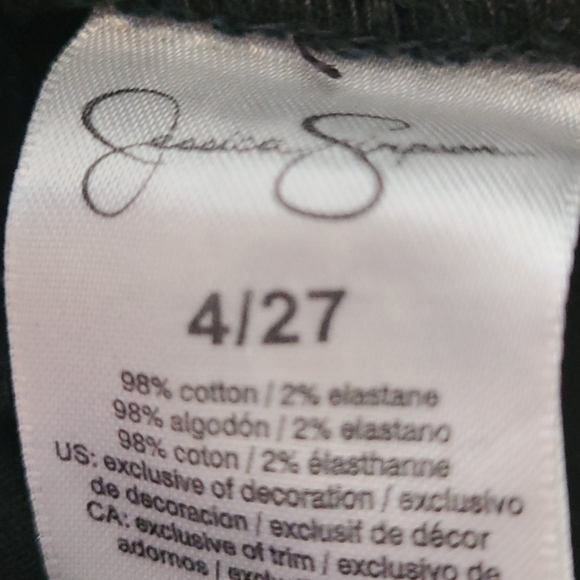 Jessica Simpson
4/27
98% cotton / 2% elastane
98% algodón / 2% elastano
98% coton / 2% élasthanne
US: exclusive of decoration / exclusivo
de decoracion / exclusif de décor
CA: exclusive of trim / exclusivo de
adornos /